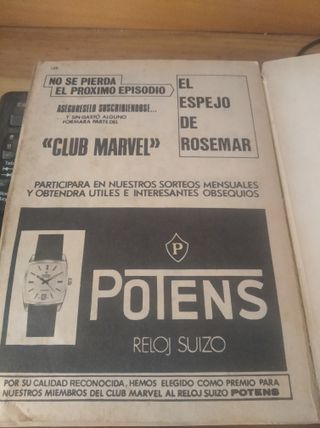 NO SE PIERDA
EL PROXIMO EPISODIO
ASEGURESELO SUSCRIBIENDOSE...
...Y SIN GASTO ALGUNO
FORMARA PARTE DEL
"CLUB MARVEL"
EL
ESPEJO
DE
ROSEMAR
PARTICIPARA EN NUESTROS SORTEOS MENSUALES
Y OBTENDRA UTILES E INTERESANTES OBSEQUIOS
P
POTENS
RELOJ SUIZO
POR SU CALIDAD RECONOCIDA, HEMOS ELEGIDO COMO PREMIO PARA
NUESTROS MIEMBROS DEL CLUB MARVEL AL RELOJ SUIZO POTENS